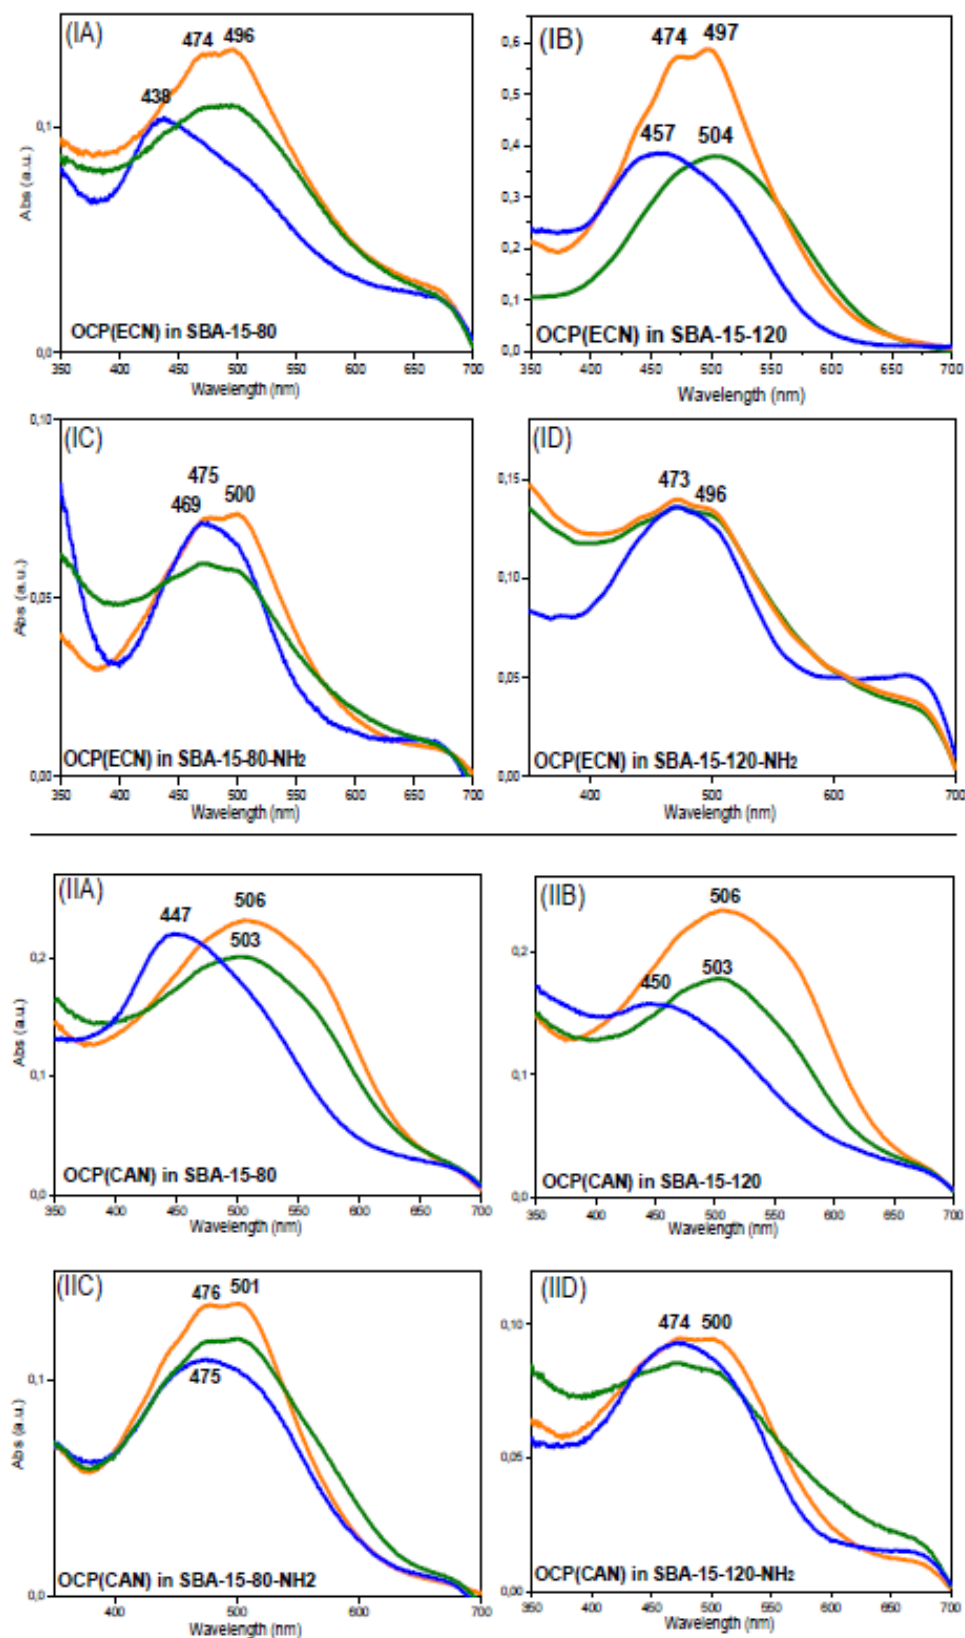 (IA)
474 496
438
0,1
0,0
Abs (a.u.)
OCP(ECN) in SBA-15-80
350 400 450 500 550 600 650 700
Wavelength (nm)
(IB)
474 497
457 504
0,6
0,5
0,4
0,3
0,2
0,1
0,0
OCP(ECN) in SBA-15-120
350 400 450 500 550 600 650 700
Wavelength (nm)
(IC)
475
469 500
0,10
0,05
0,00
Abs (a.u.)
OCP(ECN) in SBA-15-80-NH2
350 400 450 500 550 600 650 700
Wavelength (nm)
(ID)
473 496
0,15
0,10
0,05
0,00
OCP(ECN) in SBA-15-120-NH2
400 500 600 700
Wavelength (nm)
(IIA)
506
447
503
0,2
0,1
0,0
Abs (a.u.)
OCP(CAN) in SBA-15-80
350 400 450 500 550 600 650 700
Wavelength (nm)
(IIB)
506
503
450
0,2
0,1
0,0
OCP(CAN) in SBA-15-120
350 400 450 500 550 600 650 700
Wavelength (nm)
(IIC)
476 501
475
0,1
0,0
Abs (a.u.)
OCP(CAN) in SBA-15-80-NH2
400 500 600 700
Wavelength (nm)
(IID)
474 500
0,10
0,05
0,00
OCP(CAN) in SBA-15-120-NH2
350 400 450 500 550 600 650 700
Wavelength (nm)